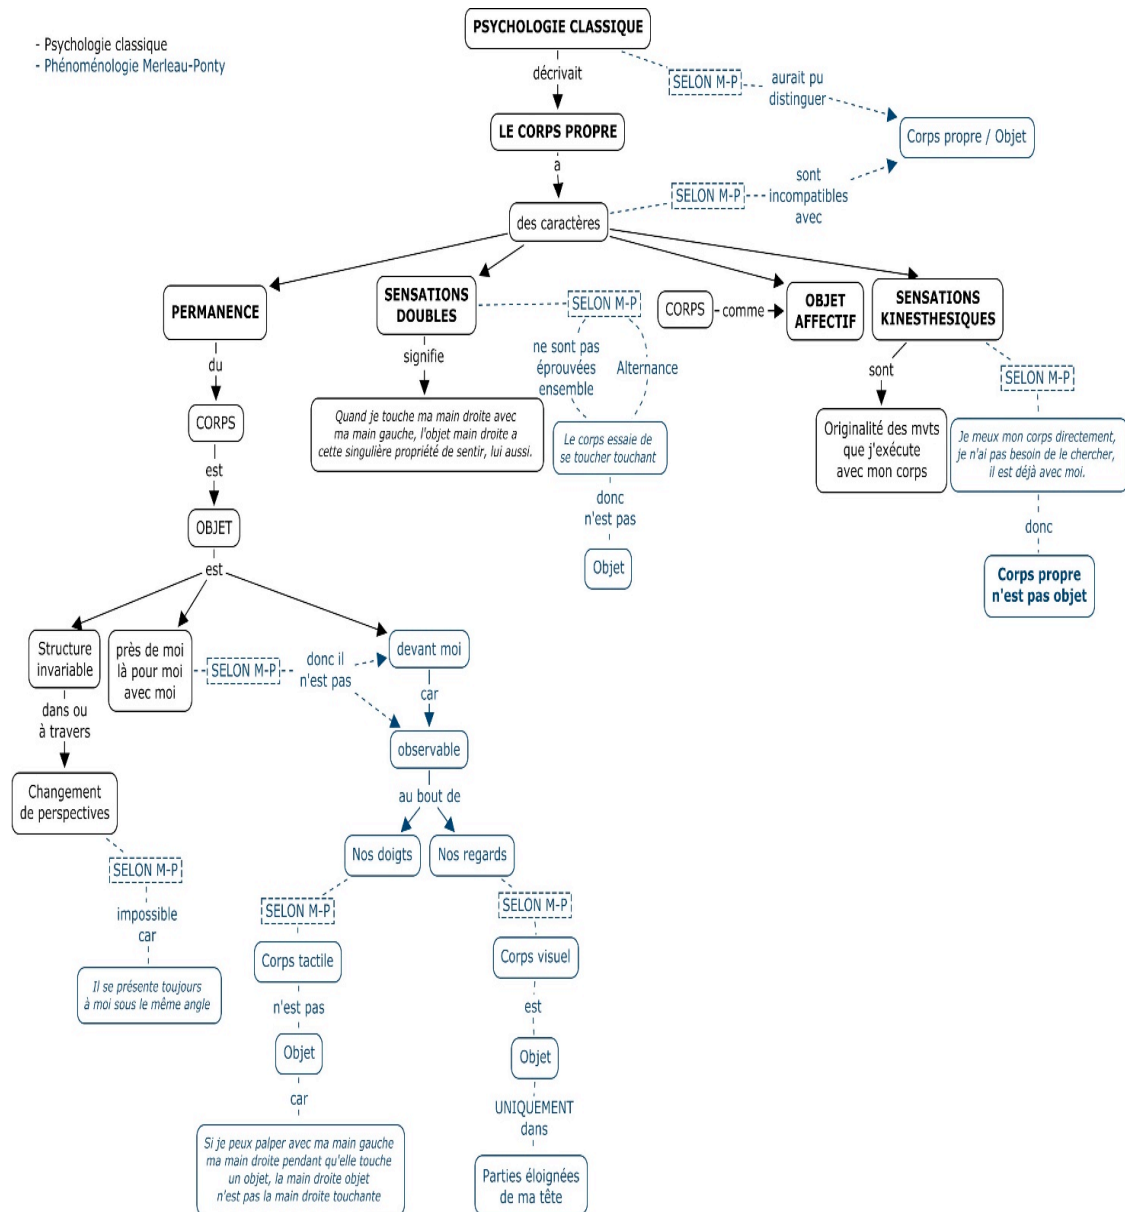 - Psychologie classique
- Phénoménologie Merleau-Ponty
PSYCHOLOGIE CLASSIQUE
décrivait
SELON M-P
aurait pu
distinguer
LE CORPS PROPRE
Corps propre / Objet
a
SELON M-P
sont
incompatibles
avec
des caractères
PERMANENCE
SENSATIONS
DOUBLES
SELON M-P
CORPS
comme
OBJET
AFFECTIF
SENSATIONS
KINESTHESIQUES
du
signifie
ne sont pas
éprouvées
ensemble
Alternance
sont
SELON M-P
CORPS
Quand je touche ma main droite avec
ma main gauche, l'objet main droite a
cette singulière propriété de sentir, lui aussi.
Le corps essaie de
se toucher touchant
Originalité des mvts
que j'exécute
avec mon corps
Je meux mon corps directement,
je n'ai pas besoin de le chercher,
il est déjà avec moi.
est
donc
n'est pas
donc
OBJET
Objet
Corps propre
n'est pas objet
est
Structure
invariable
près de moi
là pour moi
avec moi
SELON M-P
donc il
n'est pas
devant moi
dans ou
à travers
car
observable
Changement
de perspectives
au bout de
SELON M-P
Nos doigts
Nos regards
impossible
car
SELON M-P
SELON M-P
Il se présente toujours
à moi sous le même angle
Corps tactile
Corps visuel
n'est pas
est
Objet
Objet
car
UNIQUEMENT
dans
Si je peux palper avec ma main gauche
ma main droite pendant qu'elle touche
un objet, la main droite objet
n'est pas la main droite touchante
Parties éloignées
de ma tête